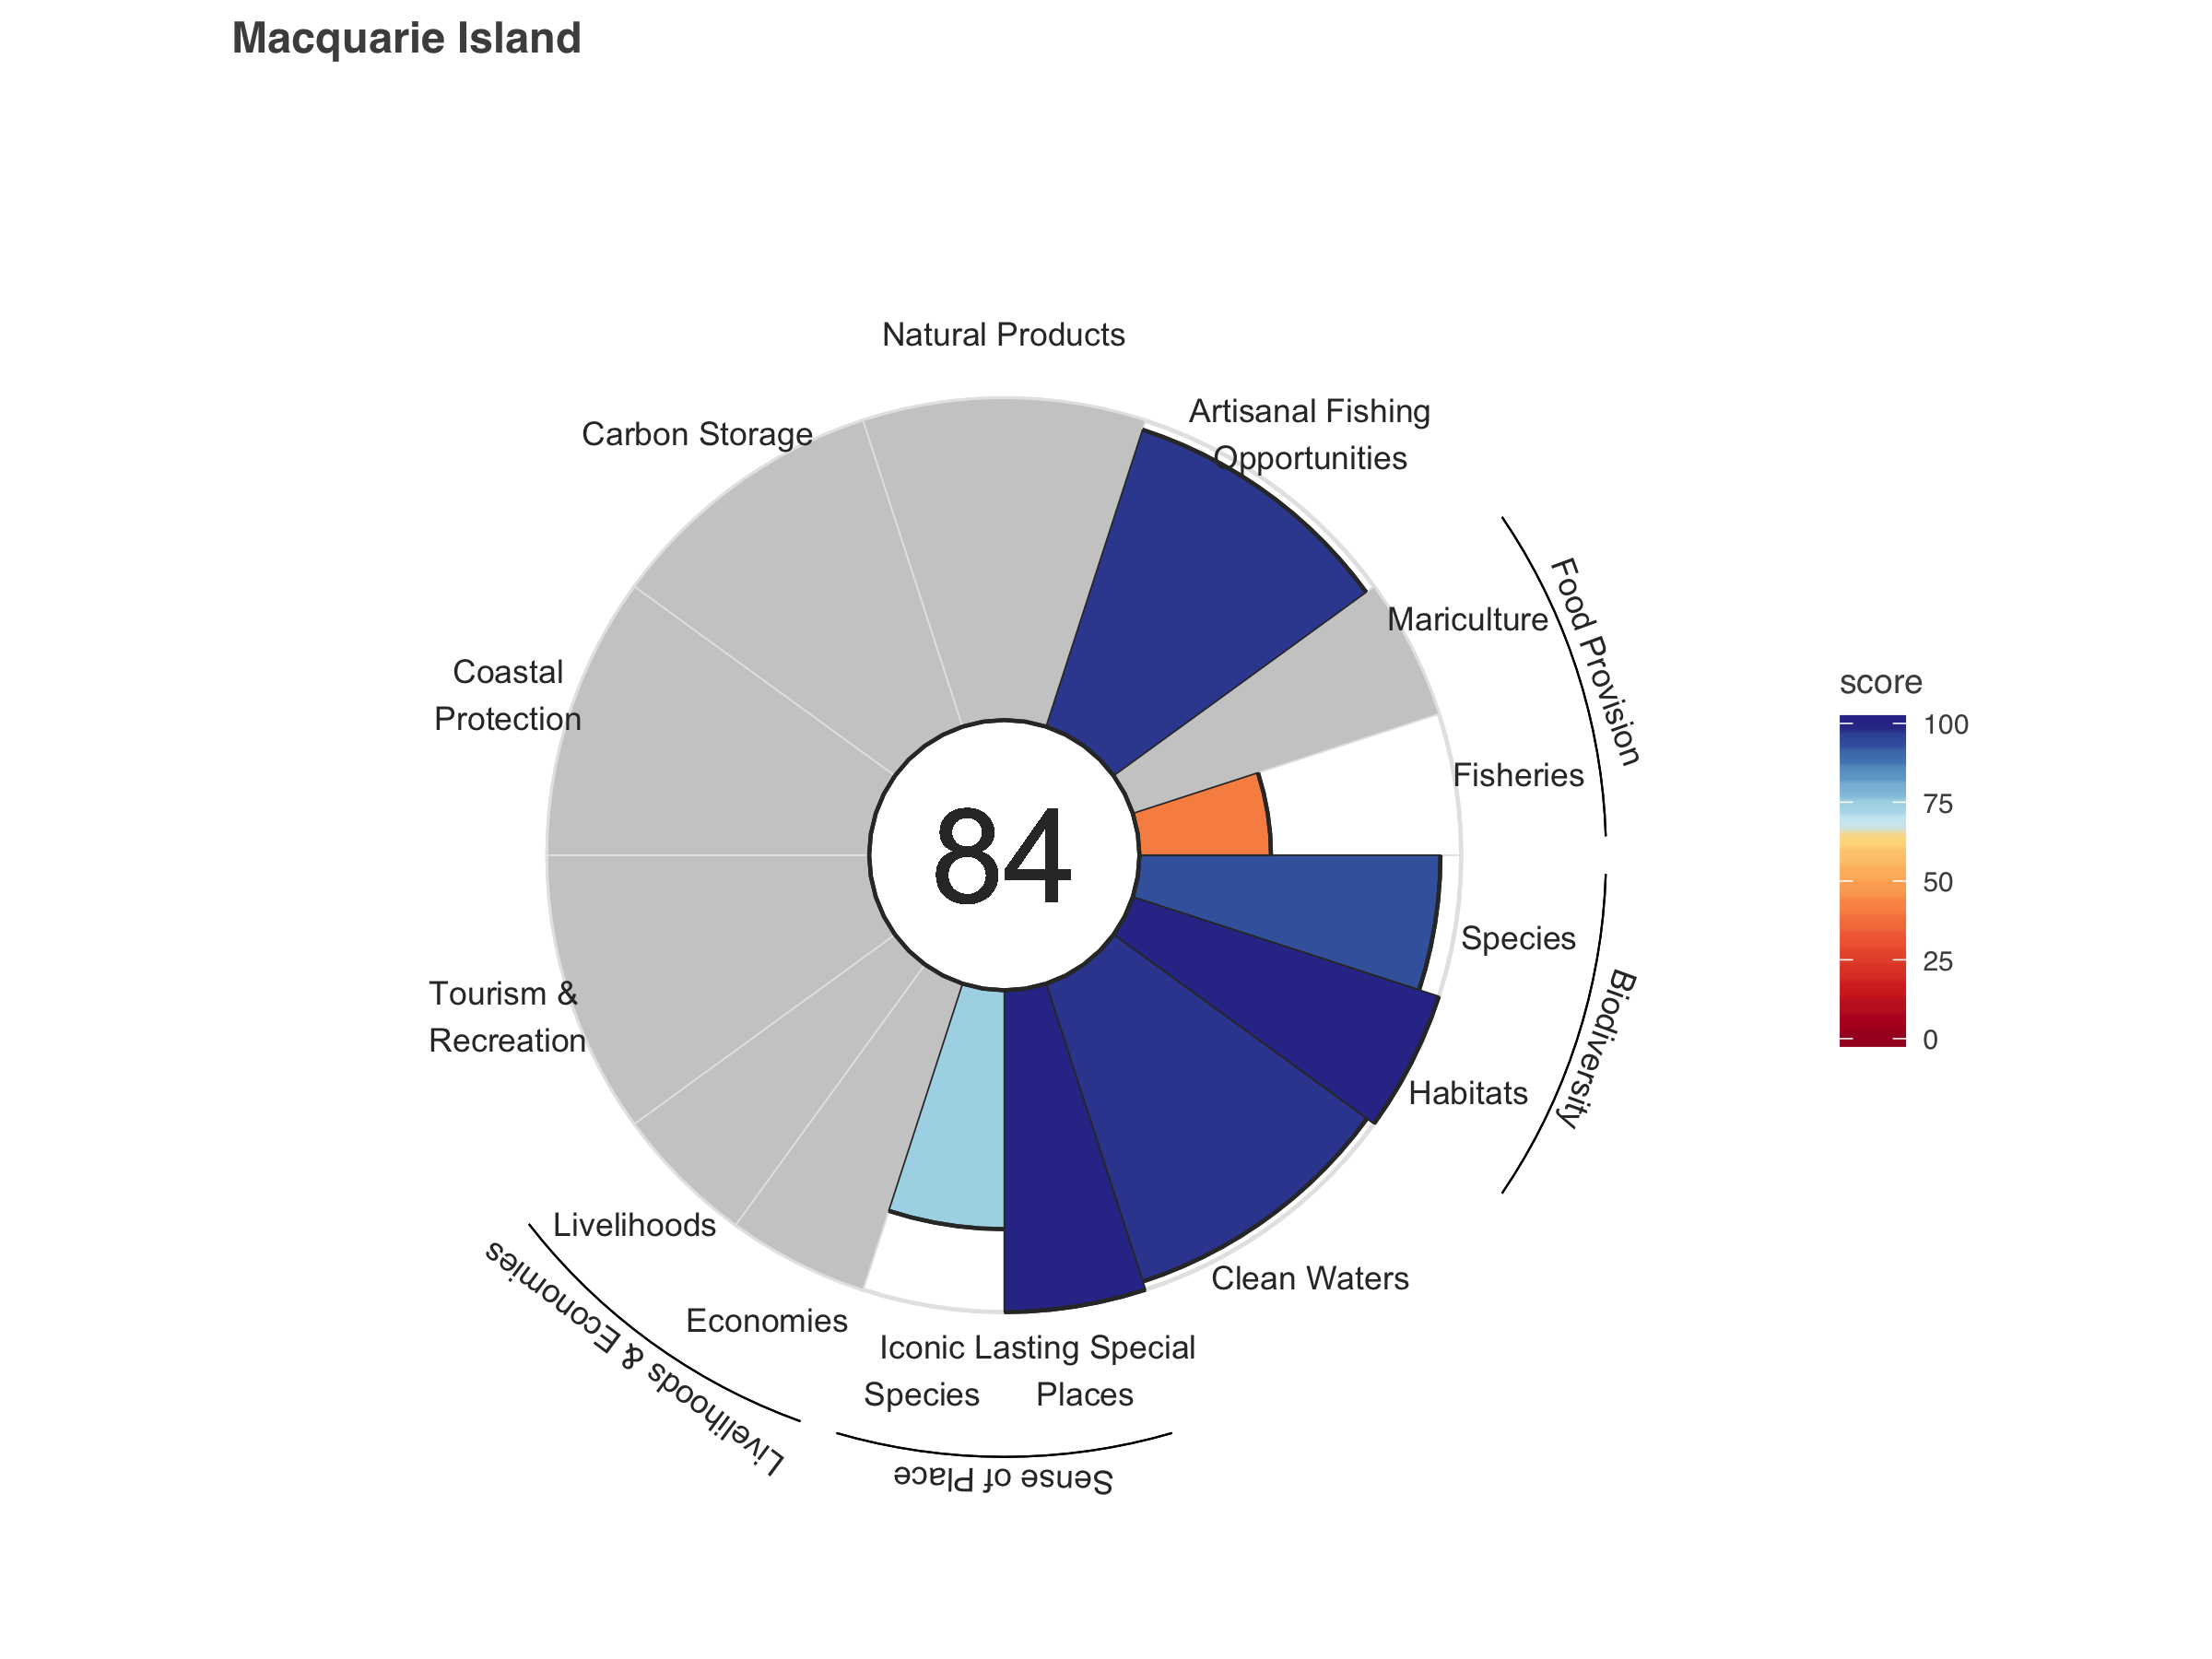 Macquarie Island
Natural Products
Artisanal Fishing
Opportunities
Carbon Storage
Mariculture
Food Provision
Fisheries
Coastal
Protection
score
100
75
50
25
0
84
Species
Biodiversity
Habitats
Tourism &
Recreation
Clean Waters
Livelihoods
Economies
Livelihoods & Economies
Iconic Lasting Special
Species Places
Sense of Place